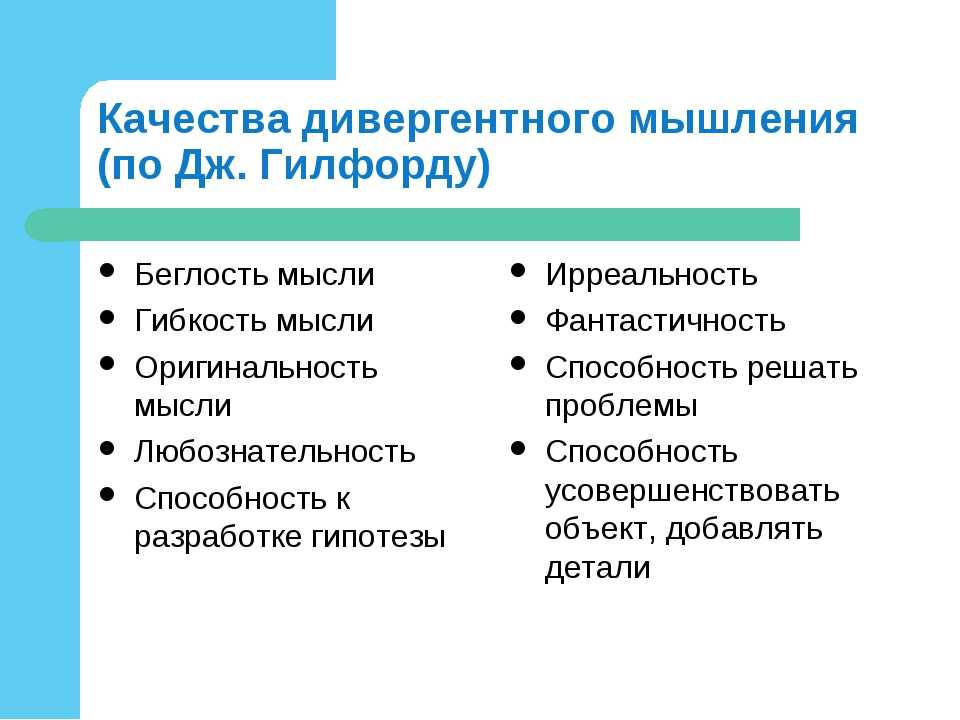 Качества дивергентного мышления
(по Дж. Гилфорду)
Беглость мысли
Гибкость мысли
Оригинальность
мысли
Любознательность
Способность к
разработке гипотезы
Ирреальность
Фантастичность
Способность решать
проблемы
Способность
усовершенствовать
объект, добавлять
детали